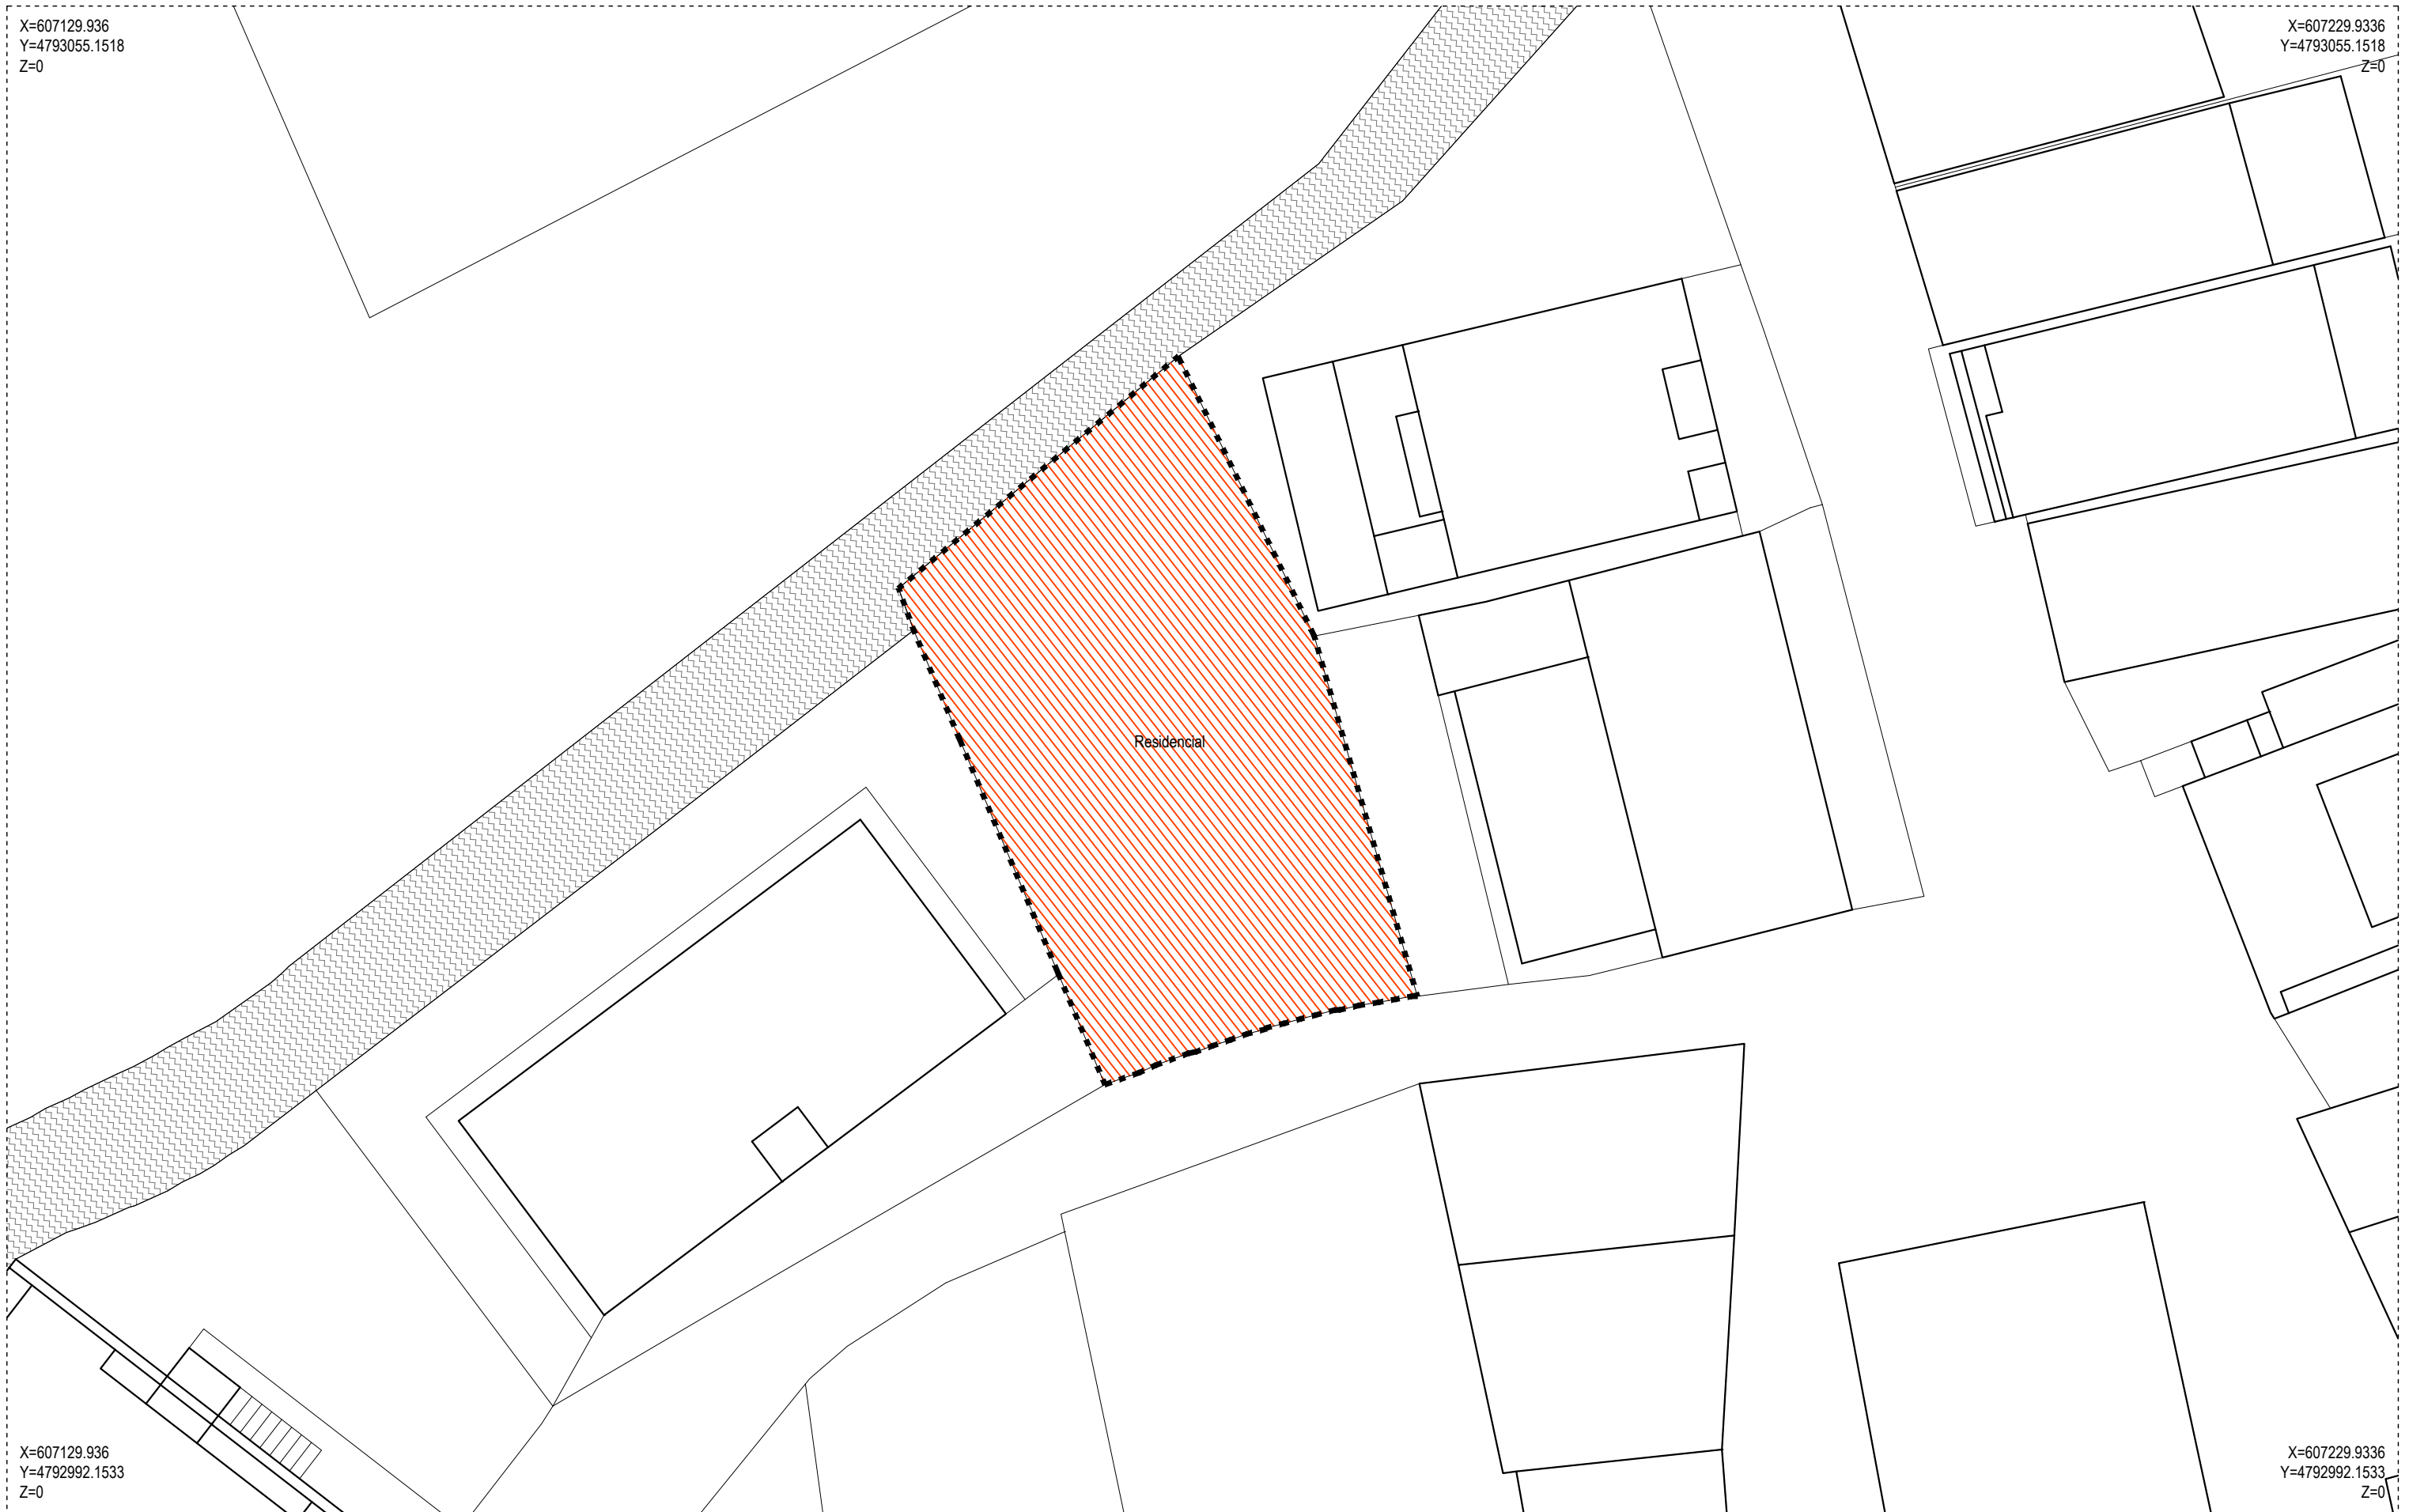 X=607129.936
Y=4793055.1518
Z=0
X=607229.9336
Y=4793055.1518
Z=0
Residencial
X=607129.936
Y=4792992.1533
Z=0
X=607229.9336
Y=4792992.1533
Z=0